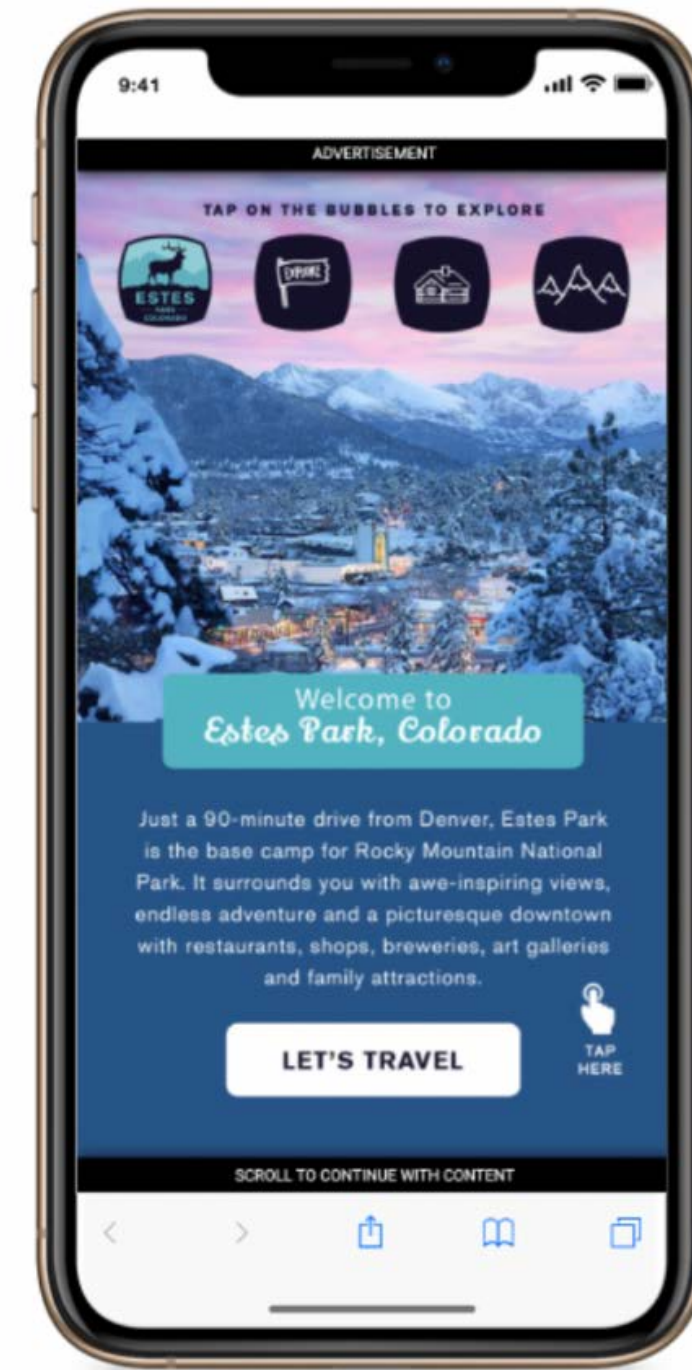 9:41
ADVERTISEMENT
TAP ON THE BUBBLES TO EXPLORE
ESTES
PARK
COLORADO
EXPLORE
Welcome to
Estes Park, Colorado
Just a 90-minute drive from Denver, Estes Park
is the base camp for Rocky Mountain National
Park. It surrounds you with awe-inspiring views,
endless adventure and a picturesque downtown
with restaurants, shops, breweries, art galleries
and family attractions.
LET'S TRAVEL
TAP
HERE
SCROLL TO CONTINUE WITH CONTENT